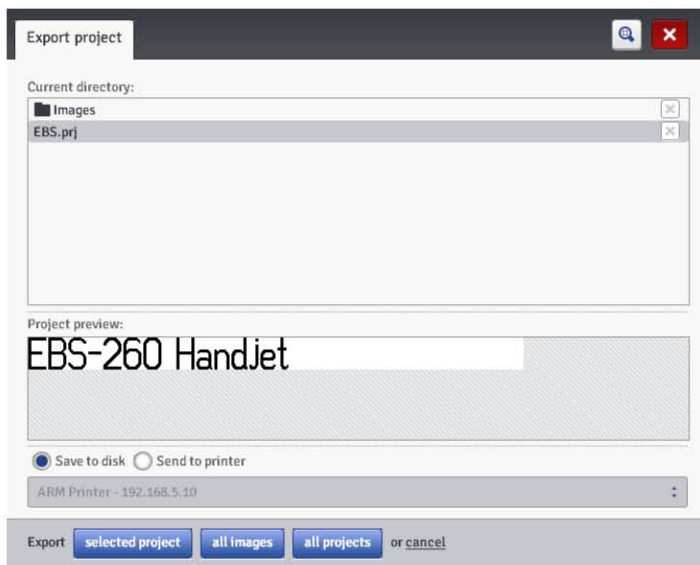 Export project
Current directory:
Images
EBS.prj
Project preview:
EBS-260 Handjet
Save to disk Send to printer
ARM Printer - 192.168.5.10
Export selected project all images all projects or cancel